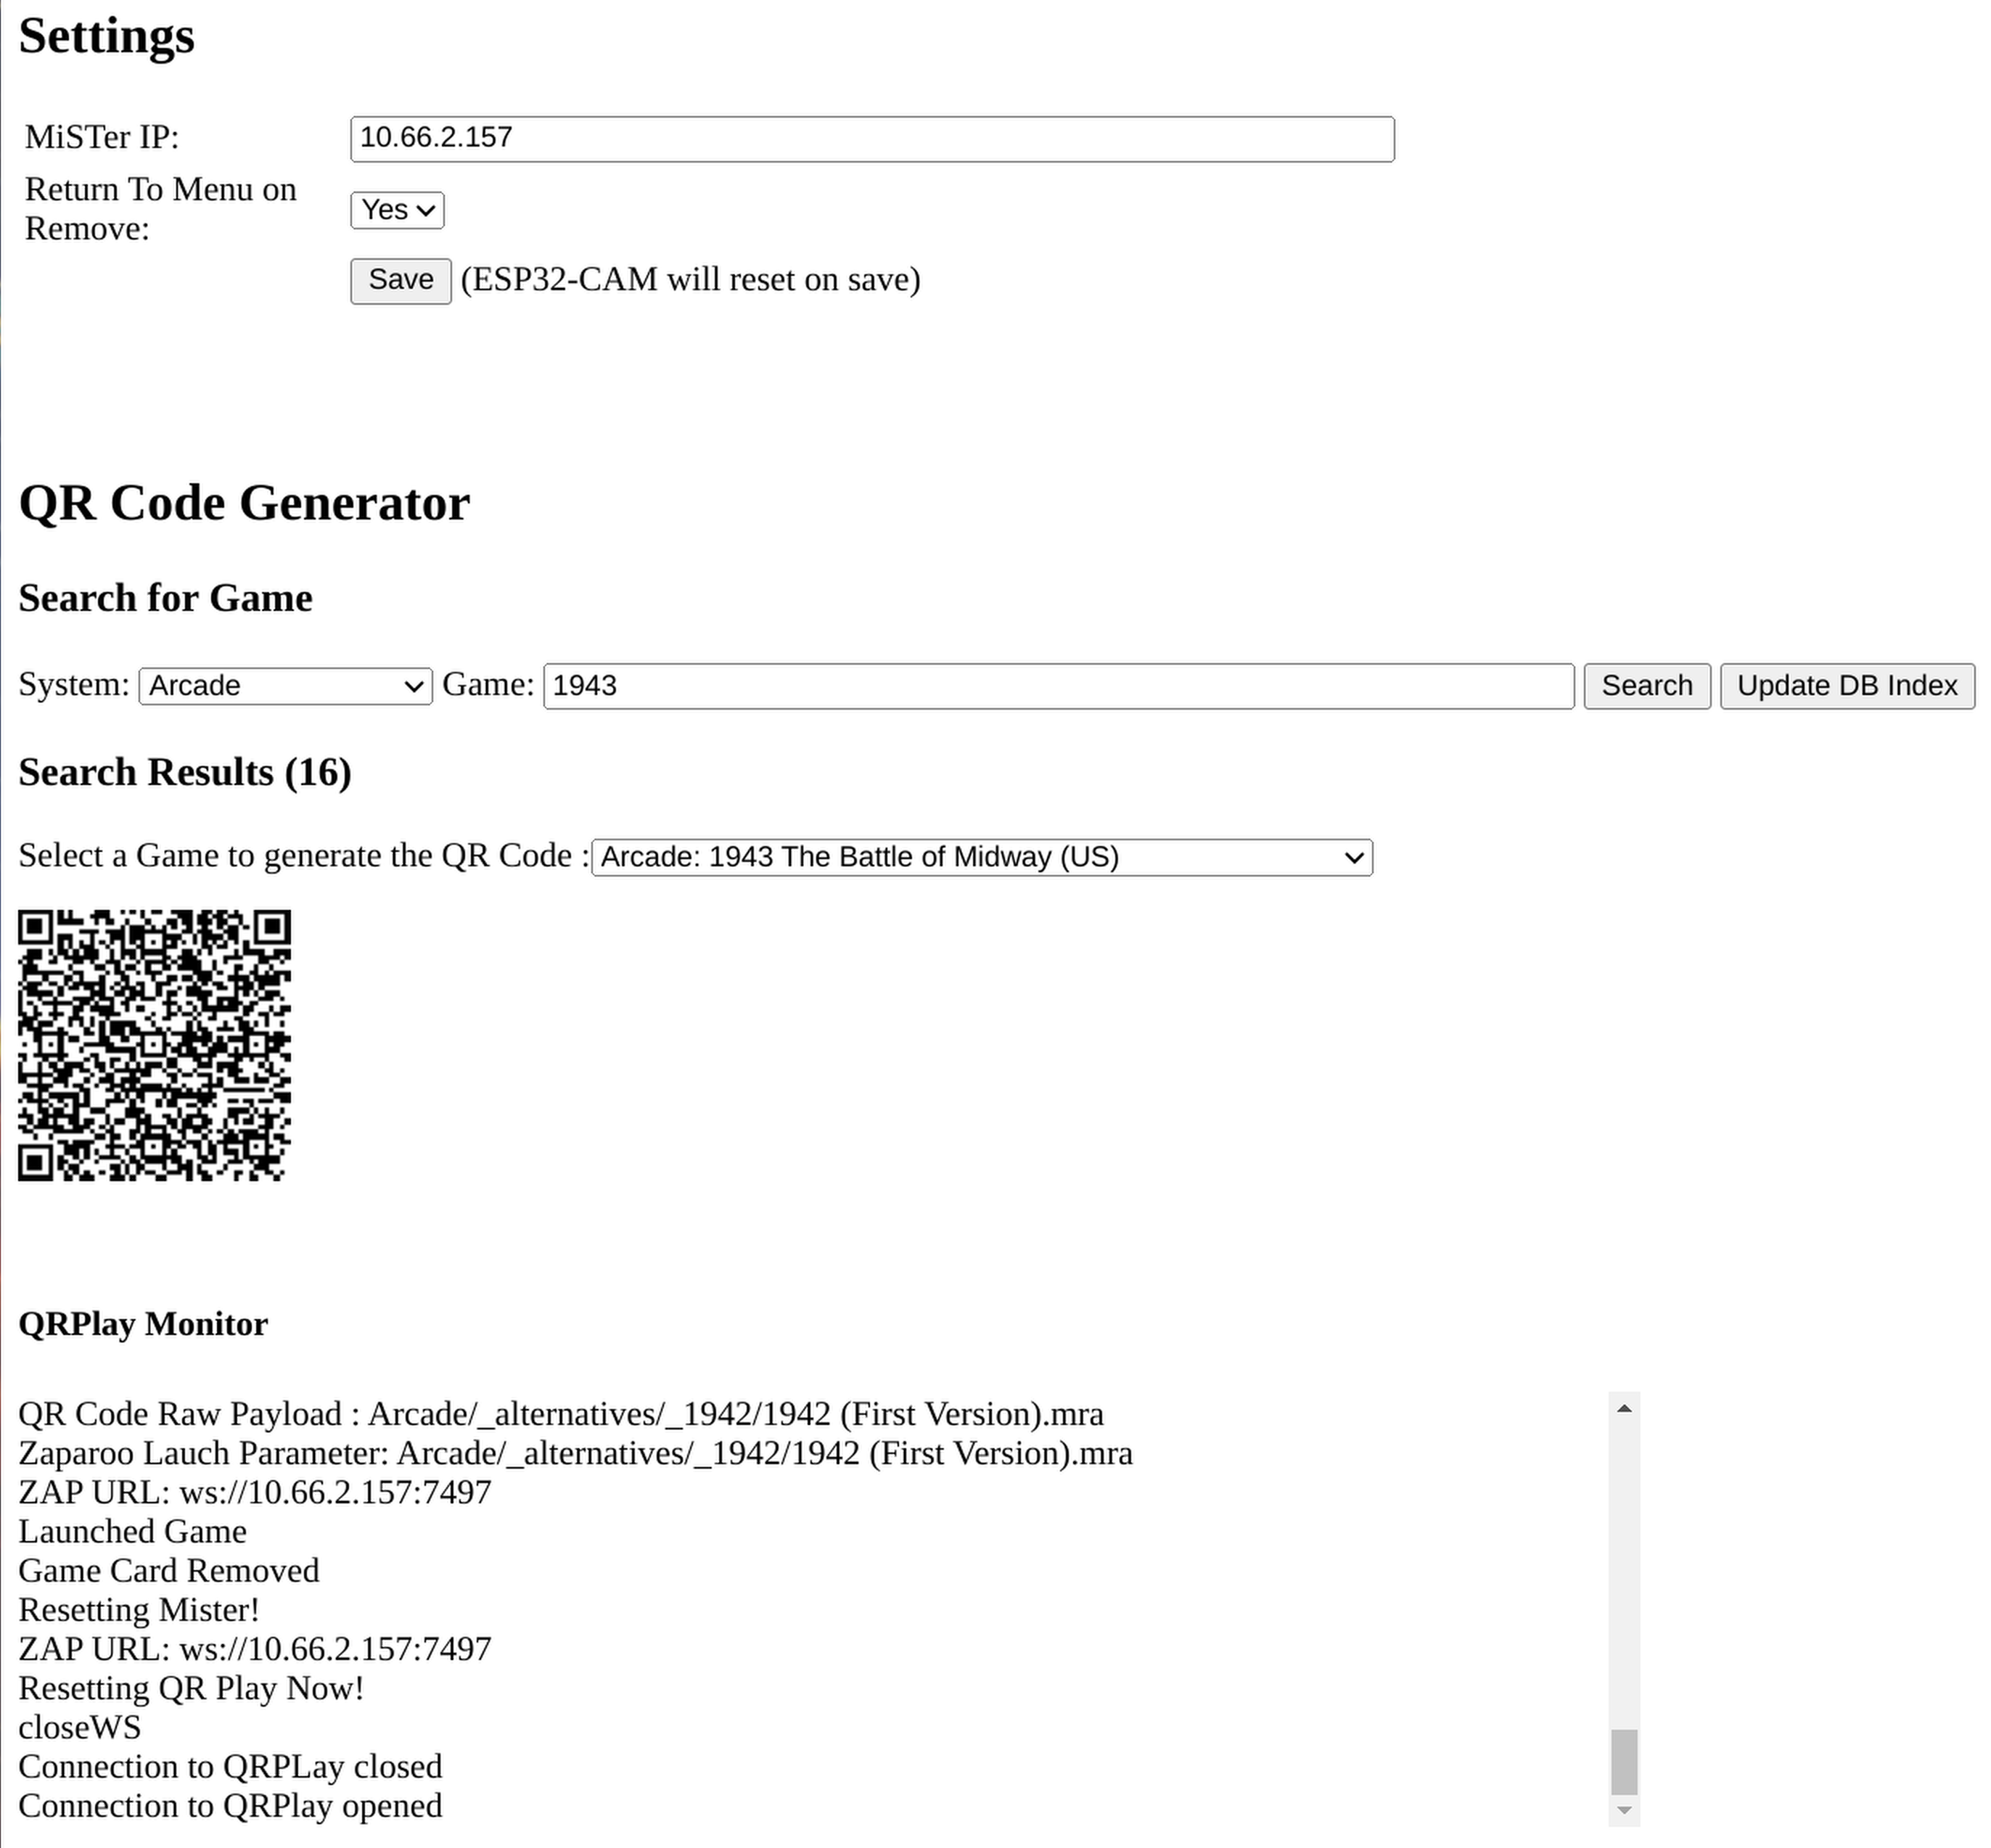 Settings
MiSTer IP: 10.66.2.157
Return To Menu on
Remove: Yes
Save (ESP32-CAM will reset on save)
QR Code Generator
Search for Game
System: Arcade Game: 1943 Search Update DB Index
Search Results (16)
Select a Game to generate the QR Code : Arcade: 1943 The Battle of Midway (US)
QRPlay Monitor
QR Code Raw Payload : Arcade/_alternatives/_1942/1942 (First Version).mra
Zaparoo Lauch Parameter: Arcade/_alternatives/_1942/1942 (First Version).mra
ZAP URL: ws://10.66.2.157:7497
Launched Game
Game Card Removed
Resetting Mister!
ZAP URL: ws://10.66.2.157:7497
Resetting QR Play Now!
closeWS
Connection to QRPLay closed
Connection to QRPlay opened